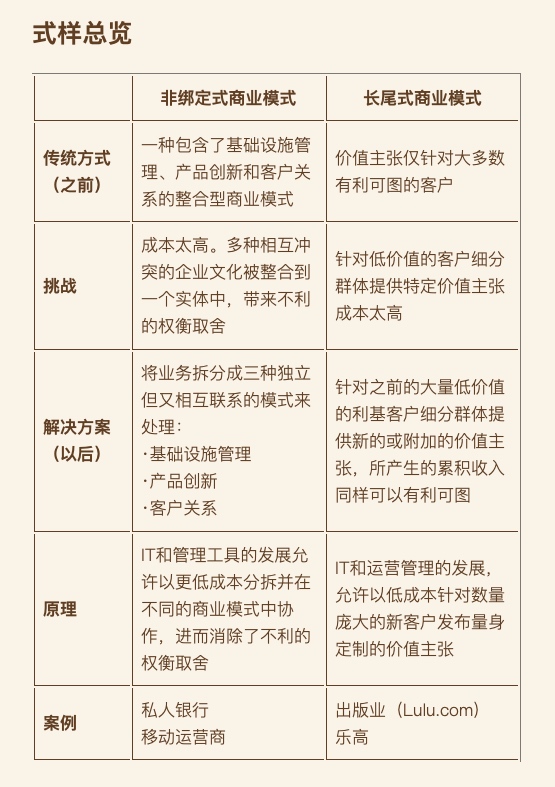 式样总览
非绑定式商业模式
长尾式商业模式
传统方式
（之前）
一种包含了基础设施管
理、产品创新和客户关
系的整合型商业模式
价值主张仅针对大多数
有利可图的客户
挑战
成本太高。多种相互冲
突的企业文化被整合到
一个实体中，带来不利
的权衡取舍
针对低价值的客户细分
群体提供特定价值主张
成本太高
解决方案
（以后）
将业务拆分成三种独立
但又相互联系的模式来
处理：
·基础设施管理
·产品创新
·客户关系
针对之前的大量低价值
的利基客户细分群体提
供新的或附加的价值主
张，所产生的累积收入
同样可以有利可图
原理
IT和管理工具的发展允
许以更低成本分拆并在
不同的商业模式中协
作，进而消除了不利的
权衡取舍
IT和运营管理的发展，
允许以低成本针对数量
庞大的新客户发布量身
定制的价值主张
案例
私人银行
移动运营商
出版业（Lulu.com）
乐高